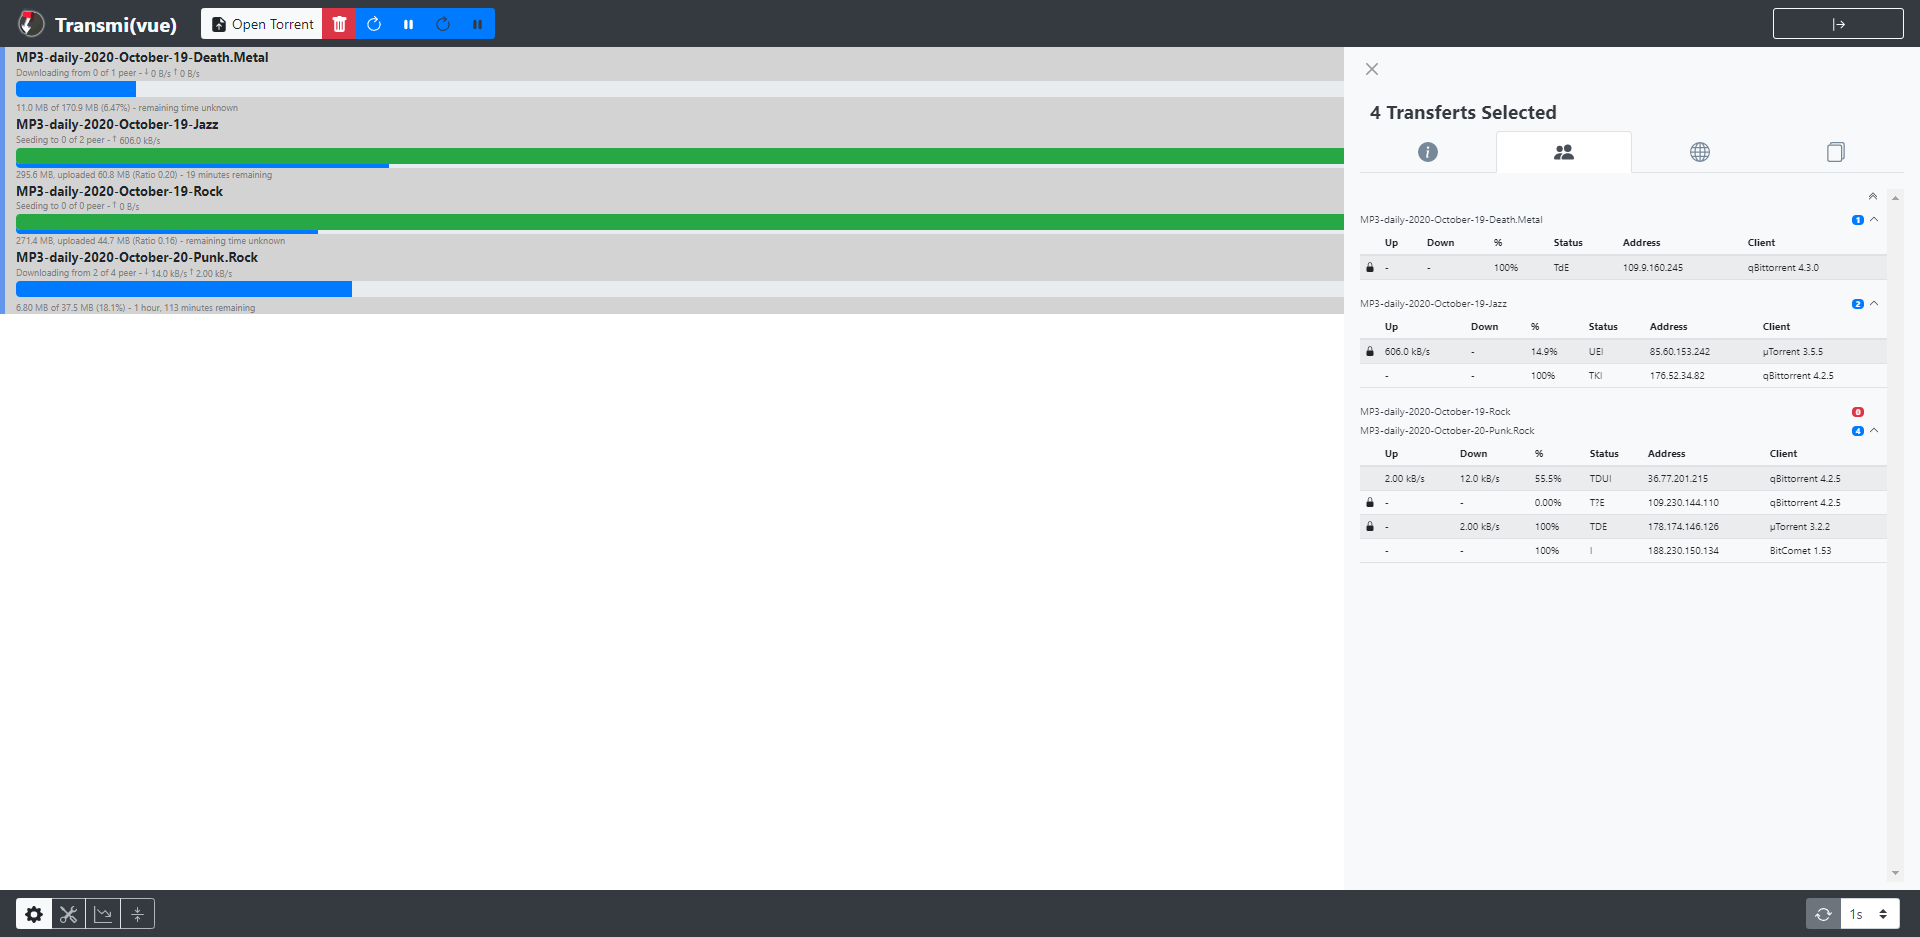 Transmi(vue) Open Torrent
MP3-daily-2020-October-19-Death.Metal
Downloading from 0 of 1 peer - ↓ 0 B/s ↑ 0 B/s
11.0 MB of 170.9 MB (6.47%) - remaining time unknown
MP3-daily-2020-October-19-Jazz
Seeding to 0 of 2 peer - ↑ 606.0 kB/s
295.6 MB, uploaded 60.8 MB (Ratio 0.20) - 19 minutes remaining
MP3-daily-2020-October-19-Rock
Seeding to 0 of 0 peer - ↑ 0 B/s
271.4 MB, uploaded 44.7 MB (Ratio 0.16) - remaining time unknown
MP3-daily-2020-October-20-Punk.Rock
Downloading from 2 of 4 peer - ↓ 14.0 kB/s ↑ 2.00 kB/s
6.80 MB of 37.5 MB (18.1%) - 1 hour, 113 minutes remaining
4 Transferts Selected
MP3-daily-2020-October-19-Death.Metal 1
Up Down % Status Address Client
- - 100% TdE 109.9.160.245 qBittorrent 4.3.0
MP3-daily-2020-October-19-Jazz 2
Up Down % Status Address Client
606.0 kB/s - 14.9% UEI 85.60.153.242 µTorrent 3.5.5
- - 100% TKI 176.52.34.82 qBittorrent 4.2.5
MP3-daily-2020-October-19-Rock 0
MP3-daily-2020-October-20-Punk.Rock 4
Up Down % Status Address Client
2.00 kB/s 12.0 kB/s 55.5% TDUI 36.77.201.215 qBittorrent 4.2.5
- - 0.00% T?E 109.230.144.110 qBittorrent 4.2.5
- 2.00 kB/s 100% TDE 178.174.146.126 µTorrent 3.2.2
- - 100% I 188.230.150.134 BitComet 1.53
1s